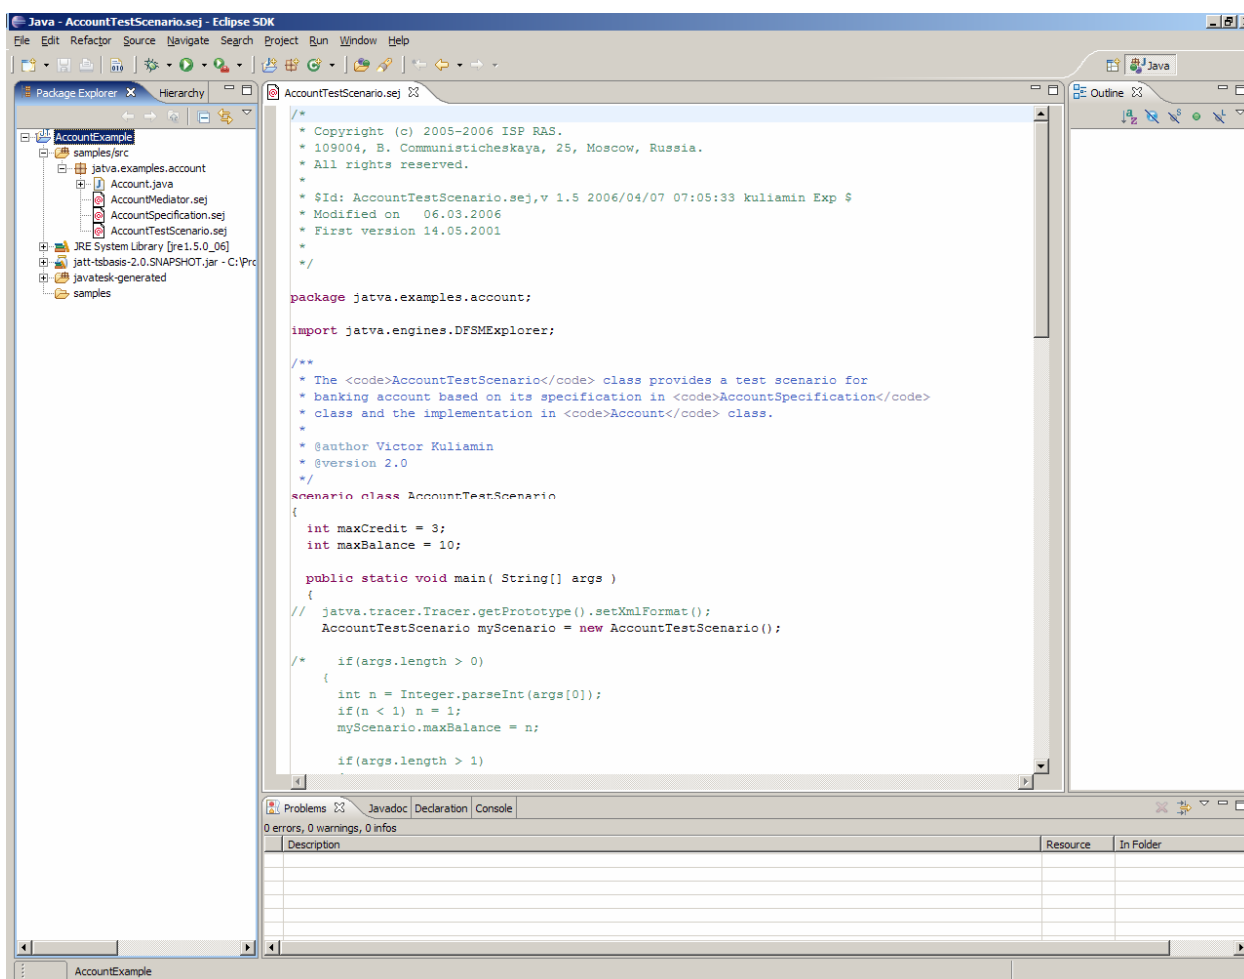 Java - AccountTestScenario.sej - Eclipse SDK
File Edit Refactor Source Navigate Search Project Run Window Help
Java
Package Explorer Hierarchy
AccountExample
samples/src
jatva.examples.account
Account.java
AccountMediator.sej
AccountSpecification.sej
AccountTestScenario.sej
JRE System Library [jre1.5.0_06]
jatt-tsbasis-2.0.SNAPSHOT.jar - C:\Prc
javatesk-generated
samples
AccountTestScenario.sej
/*
 * Copyright (c) 2005-2006 ISP RAS.
 * 109004, B. Communisticheskaya, 25, Moscow, Russia.
 * All rights reserved.
 *
 * $Id: AccountTestScenario.sej,v 1.5 2006/04/07 07:05:33 kuliamin Exp $
 * Modified on   06.03.2006
 * First version 14.05.2001
 *
 */
package jatva.examples.account;
import jatva.engines.DFSMExplorer;
/**
 * The <code>AccountTestScenario</code> class provides a test scenario for
 * banking account based on its specification in <code>AccountSpecification</code>
 * class and the implementation in <code>Account</code> class.
 *
 * @author Victor Kuliamin
 * @version 2.0
 */
scenario class AccountTestScenario
{
  int maxCredit = 3;
  int maxBalance = 10;
  public static void main( String[] args )
  {
//  jatva.tracer.Tracer.getPrototype().setXmlFormat();
    AccountTestScenario myScenario = new AccountTestScenario();
/*    if(args.length > 0)
    {
      int n = Integer.parseInt(args[0]);
      if(n < 1) n = 1;
      myScenario.maxBalance = n;
      if(args.length > 1)
Outline
Problems Javadoc Declaration Console
0 errors, 0 warnings, 0 infos
Description Resource In Folder
AccountExample